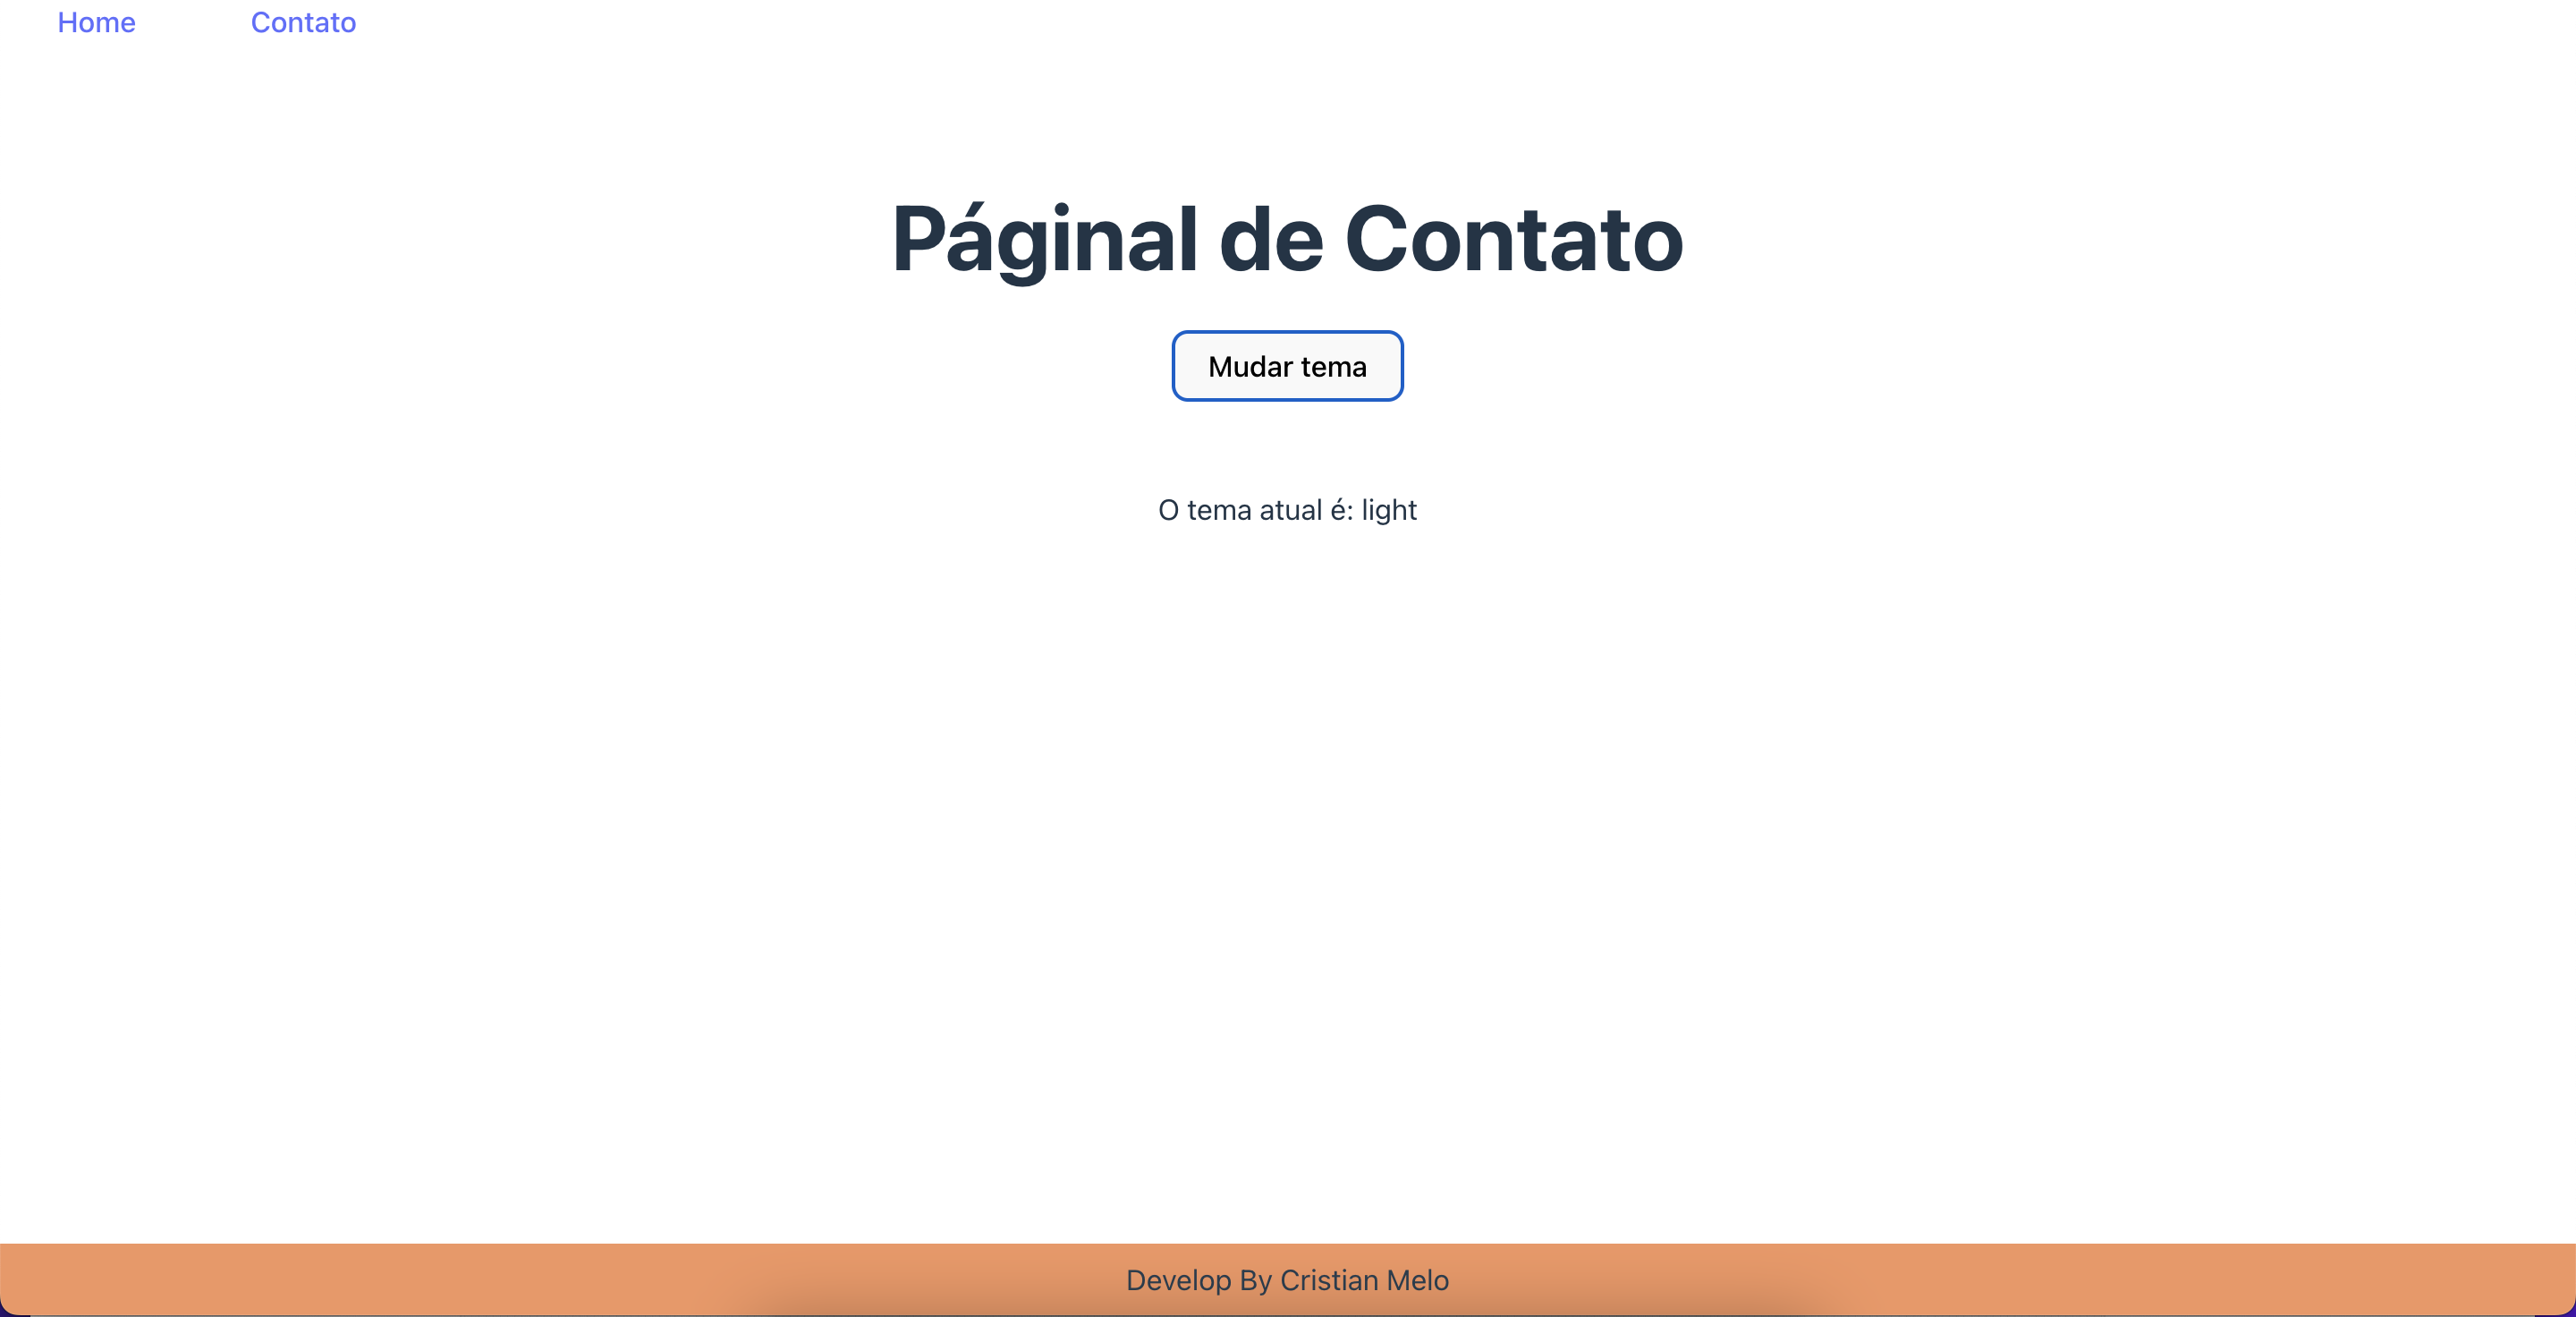 Home Contato
Páginal de Contato
Mudar tema
O tema atual é: light
Develop By Cristian Melo